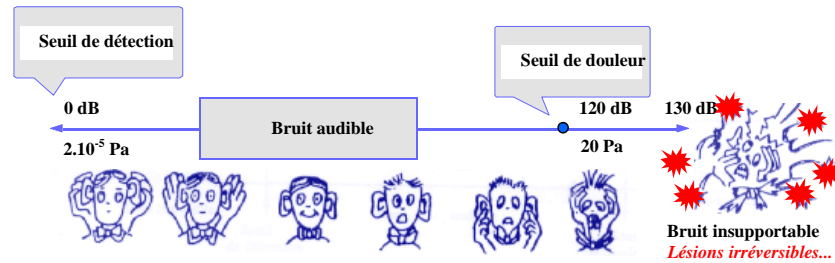 Seuil de détection
Seuil de douleur
0 dB
120 dB
130 dB
Bruit audible
2.10⁻⁵ Pa
20 Pa
Bruit insupportable
Lésions irréversibles...